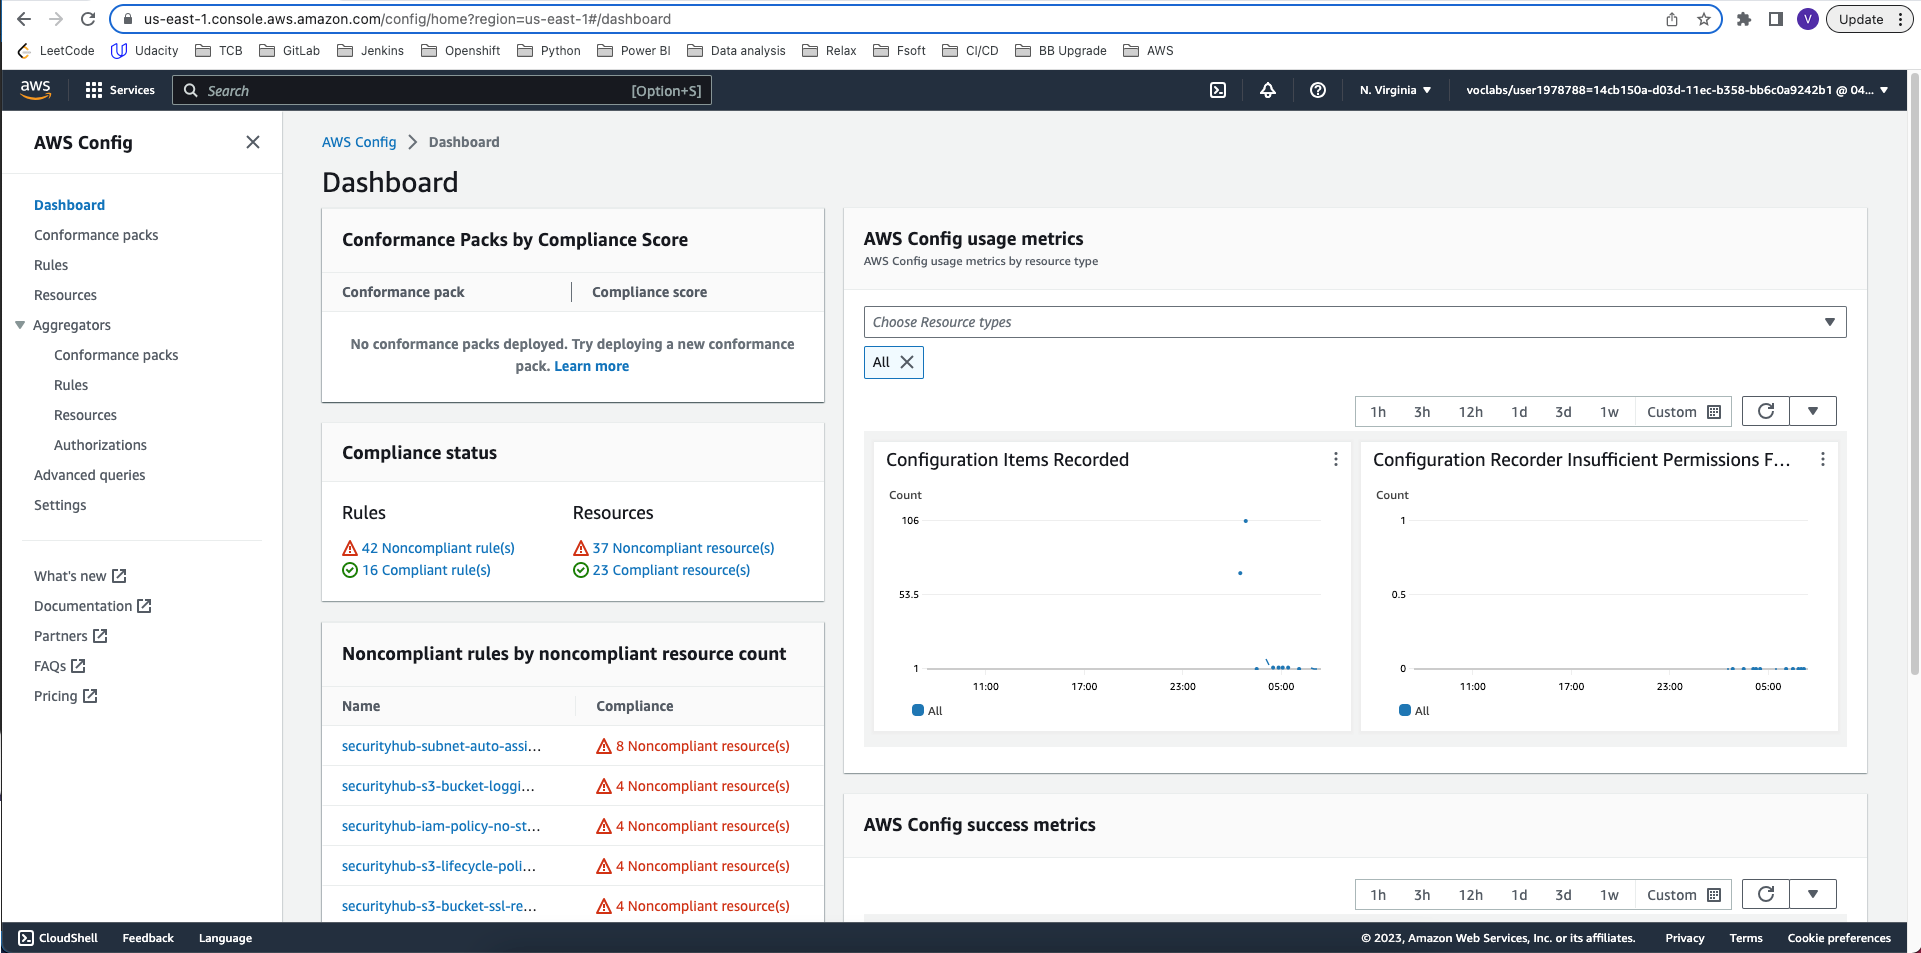 us-east-1.console.aws.amazon.com/config/home?region=us-east-1#/dashboard
V
Update
LeetCode
Udacity
TCB
GitLab
Jenkins
Openshift
Python
Power BI
Data analysis
Relax
Fsoft
CI/CD
BB Upgrade
AWS
aws
Services
Search
[Option+S]
N. Virginia
voclabs/user1978788=14cb150a-d03d-11ec-b358-bb6c0a9242b1 @ 04...
AWS Config
Dashboard
Conformance packs
Rules
Resources
Aggregators
Conformance packs
Rules
Resources
Authorizations
Advanced queries
Settings
What's new
Documentation
Partners
FAQs
Pricing
AWS Config
Dashboard
Dashboard
Conformance Packs by Compliance Score
Conformance pack
Compliance score
No conformance packs deployed. Try deploying a new conformance
pack. Learn more
Compliance status
Rules
Resources
42 Noncompliant rule(s)
37 Noncompliant resource(s)
16 Compliant rule(s)
23 Compliant resource(s)
Noncompliant rules by noncompliant resource count
Name
Compliance
securityhub-subnet-auto-assi...
8 Noncompliant resource(s)
securityhub-s3-bucket-loggi...
4 Noncompliant resource(s)
securityhub-iam-policy-no-st...
4 Noncompliant resource(s)
securityhub-s3-lifecycle-poli...
4 Noncompliant resource(s)
securityhub-s3-bucket-ssl-re...
4 Noncompliant resource(s)
AWS Config usage metrics
AWS Config usage metrics by resource type
Choose Resource types
All
1h
3h
12h
1d
3d
1w
Custom
Configuration Items Recorded
Count
106
53.5
1
11:00
17:00
23:00
05:00
All
Configuration Recorder Insufficient Permissions F...
Count
1
0.5
0
11:00
17:00
23:00
05:00
All
AWS Config success metrics
1h
3h
12h
1d
3d
1w
Custom
CloudShell
Feedback
Language
© 2023, Amazon Web Services, Inc. or its affiliates.
Privacy
Terms
Cookie preferences